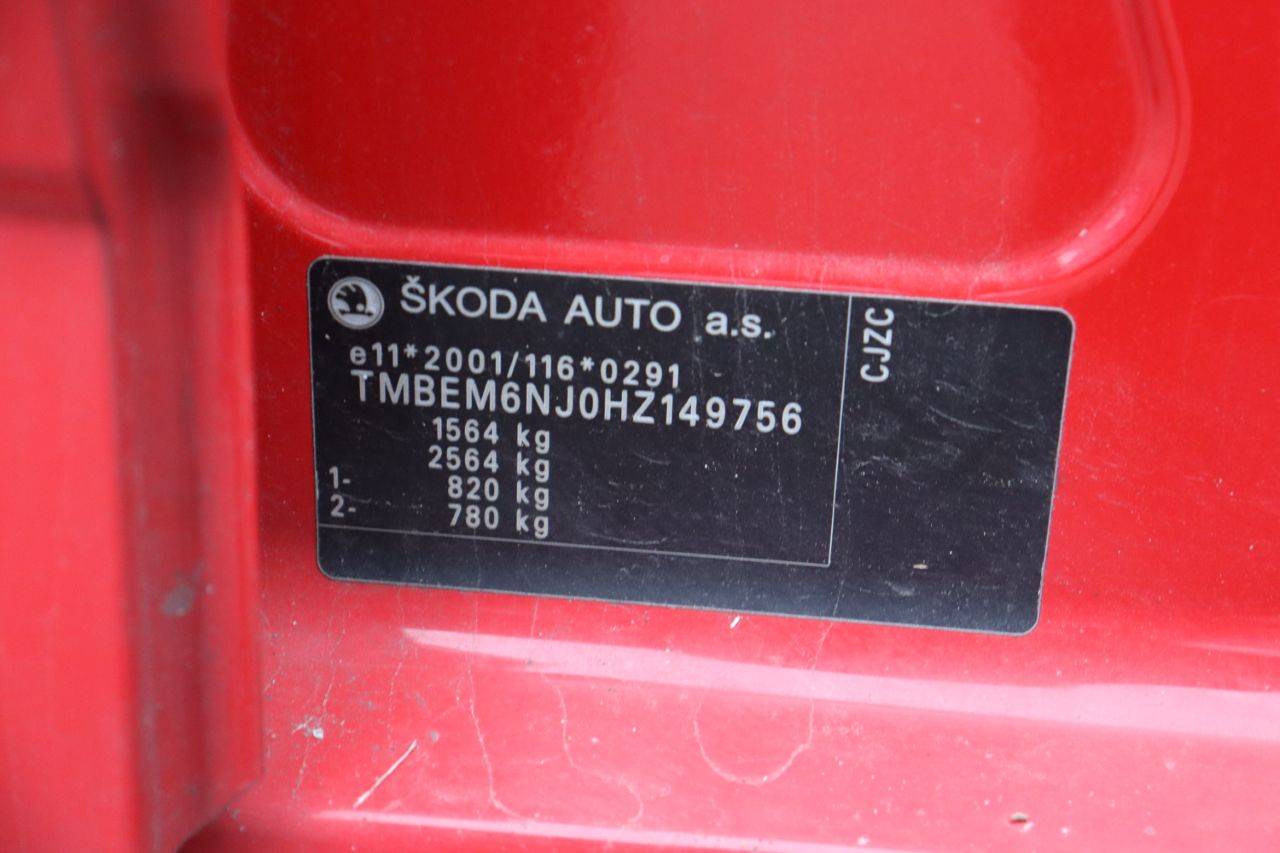 ŠKODA AUTO a.s.
e11*2001/116*0291
TMBEM6NJ0HZ149756
1564 kg
2564 kg
1- 820 kg
2- 780 kg
CJZC